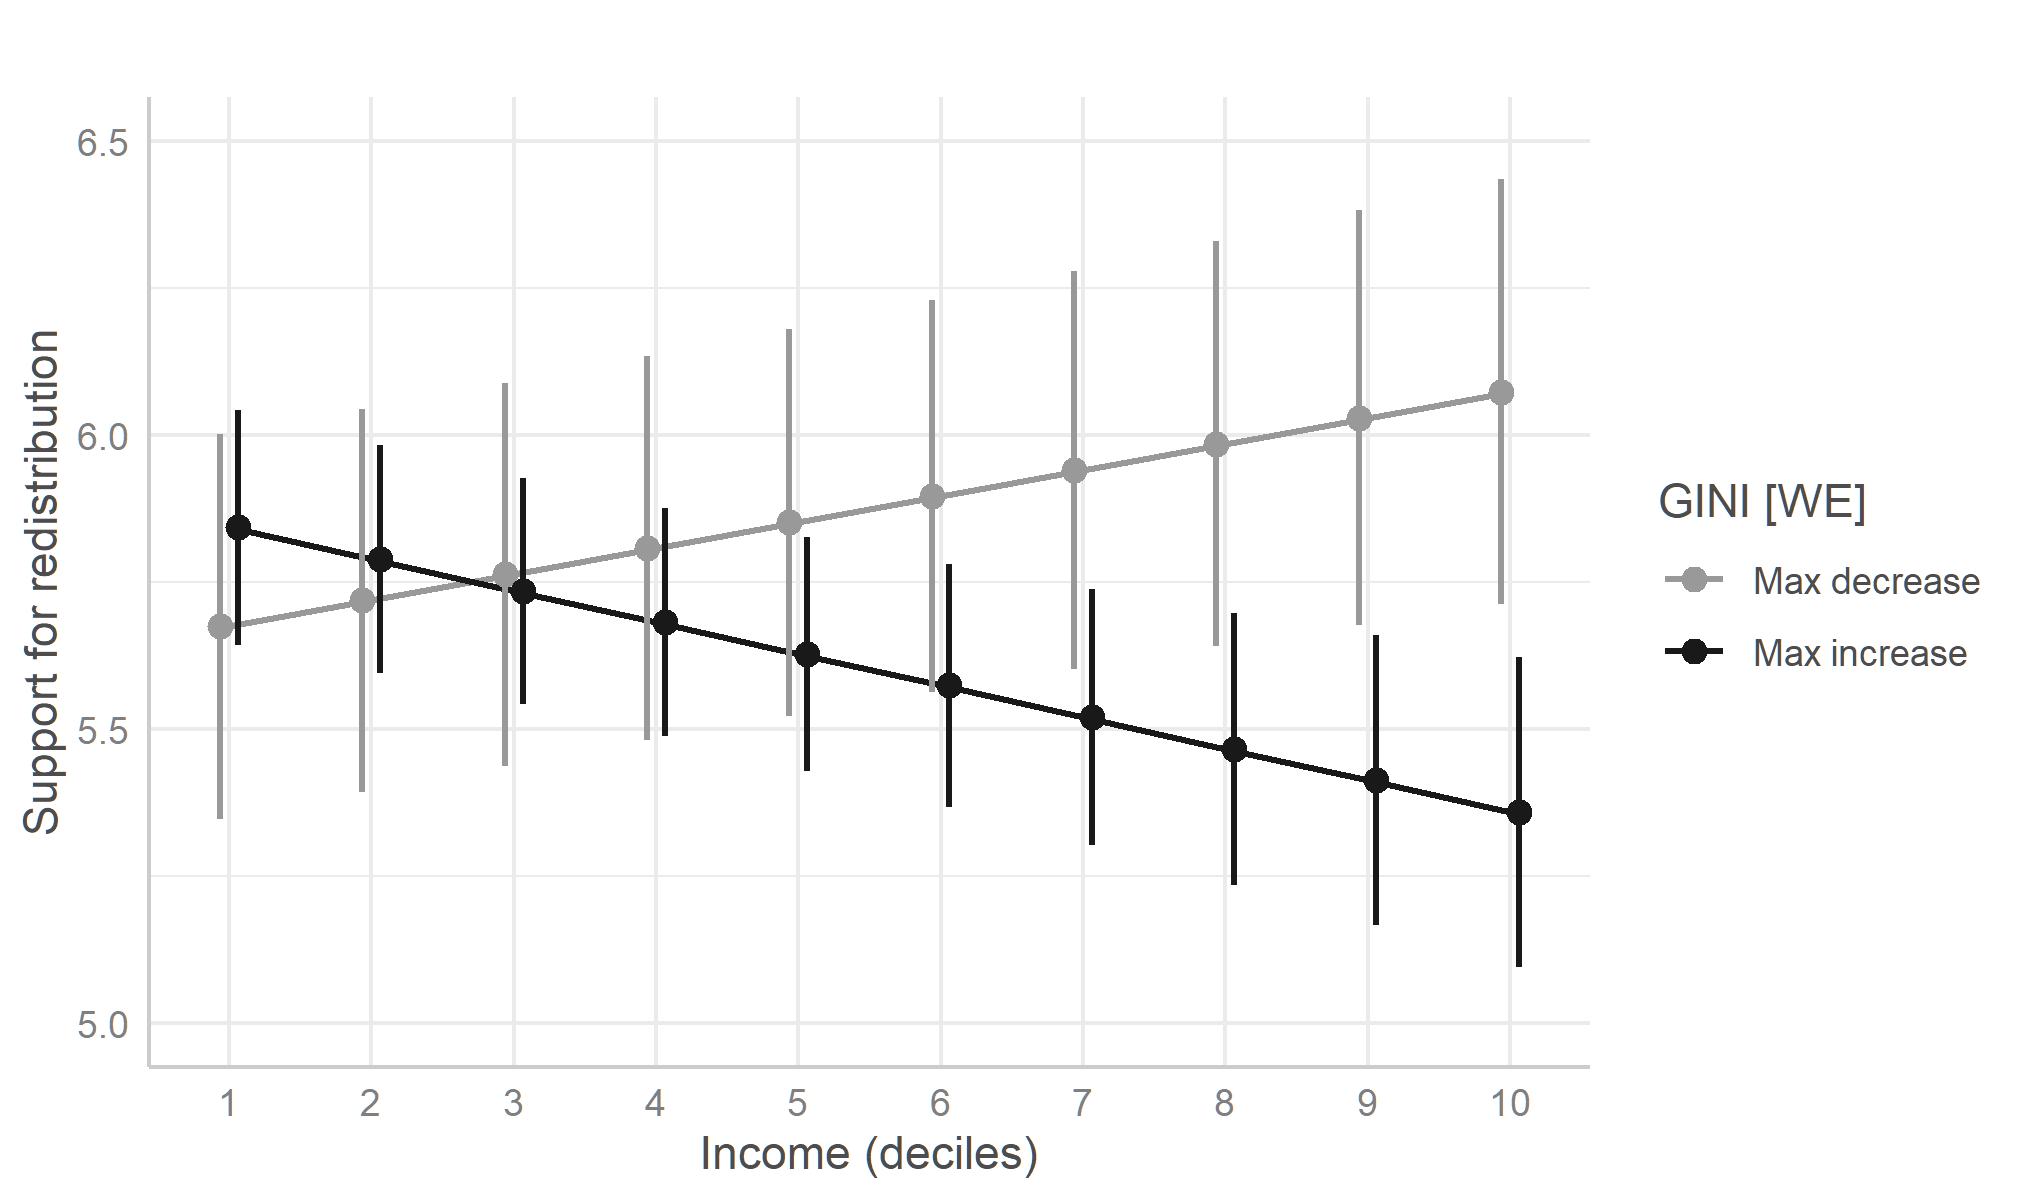 6.5
6.0
5.5
5.0
Support for redistribution
1 2 3 4 5 6 7 8 9 10
Income (deciles)
GINI [WE]
Max decrease
Max increase